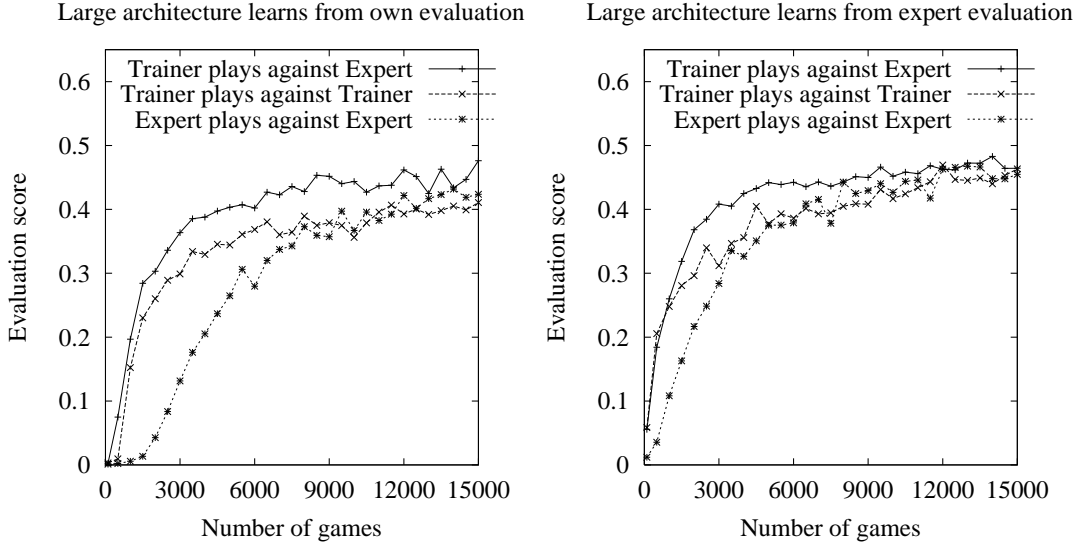 Large architecture learns from own evaluation
0.6
0.5
0.4
0.3
0.2
0.1
0
Evaluation score
Trainer plays against Expert
Trainer plays against Trainer
Expert plays against Expert
0 3000 6000 9000 12000 15000
Number of games
Large architecture learns from expert evaluation
0.6
0.5
0.4
0.3
0.2
0.1
0
Evaluation score
Trainer plays against Expert
Trainer plays against Trainer
Expert plays against Expert
0 3000 6000 9000 12000 15000
Number of games